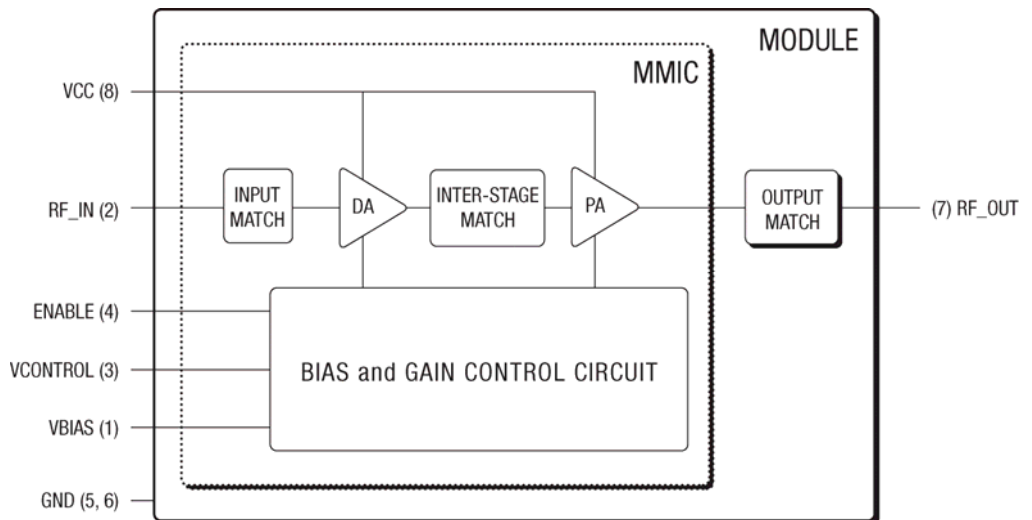 MODULE
MMIC
VCC (8)
RF_IN (2)
INPUT
MATCH
DA
INTER-STAGE
MATCH
PA
OUTPUT
MATCH
(7) RF_OUT
ENABLE (4)
VCONTROL (3)
BIAS and GAIN CONTROL CIRCUIT
VBIAS (1)
GND (5, 6)